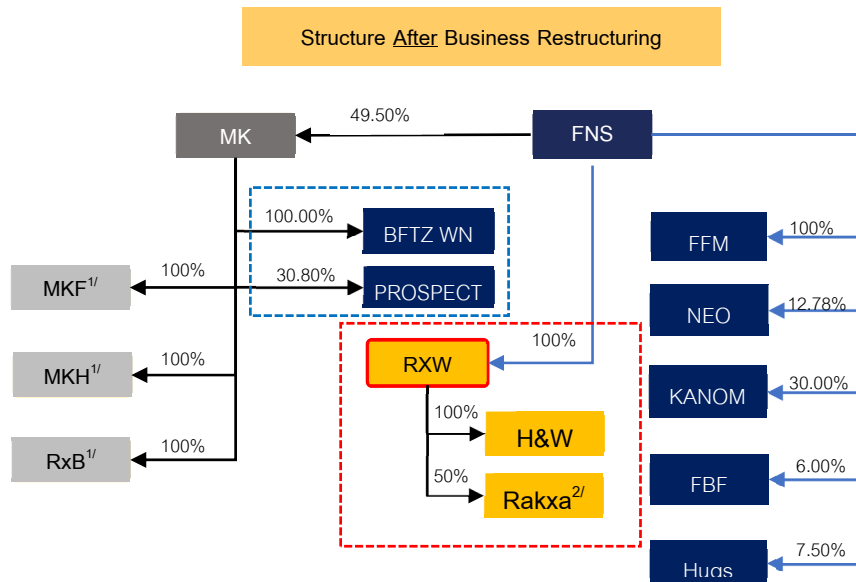 Structure After Business Restructuring
49.50%
MK
FNS
100.00%
BFTZ WN
FFM
100%
MKF1/
100%
30.80%
PROSPECT
NEO
12.78%
RXW
100%
MKH1/
100%
KANOM
30.00%
100%
H&W
RxB1/
100%
50%
Rakxa2/
FBF
6.00%
Hugs
7.50%